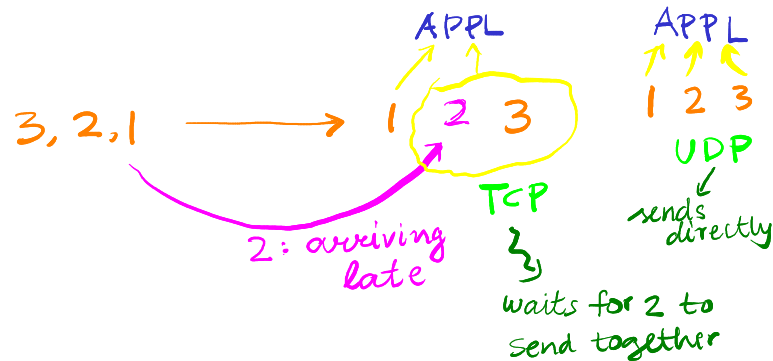 APPL
3, 2, 1
1 2 3
TCP
2: arriving
late
waits for 2 to
send together
APPL
1 2 3
UDP
sends
directly